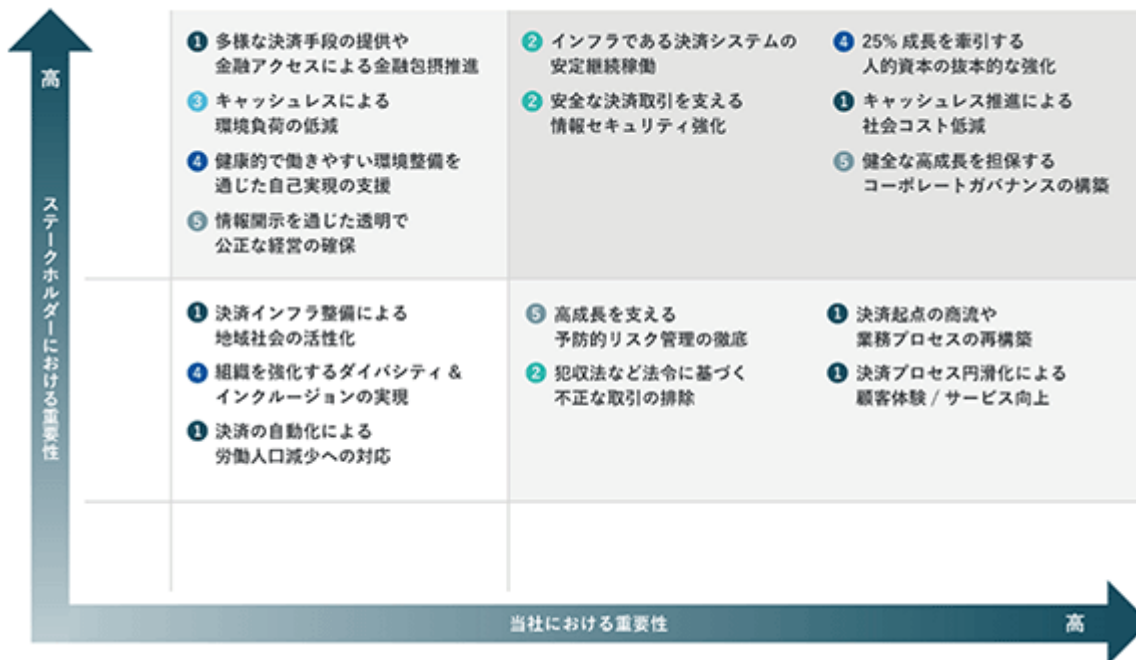 高
ステークホルダーにおける重要性
1 多様な決済手段の提供や
金融アクセスによる金融包摂推進
3 キャッシュレスによる
環境負荷の低減
4 健康的で働きやすい環境整備を
通じた自己実現の支援
5 情報開示を通じた透明で
公正な経営の確保
2 インフラである決済システムの
安定継続稼働
2 安全な決済取引を支える
情報セキュリティ強化
4 25% 成長を牽引する
人的資本の抜本的な強化
1 キャッシュレス推進による
社会コスト低減
5 健全な高成長を担保する
コーポレートガバナンスの構築
1 決済インフラ整備による
地域社会の活性化
4 組織を強化するダイバシティ &
インクルージョンの実現
1 決済の自動化による
労働人口減少への対応
5 高成長を支える
予防的リスク管理の徹底
2 犯収法など法令に基づく
不正な取引の排除
1 決済起点の商流や
業務プロセスの再構築
1 決済プロセス円滑化による
顧客体験 / サービス向上
当社における重要性
高